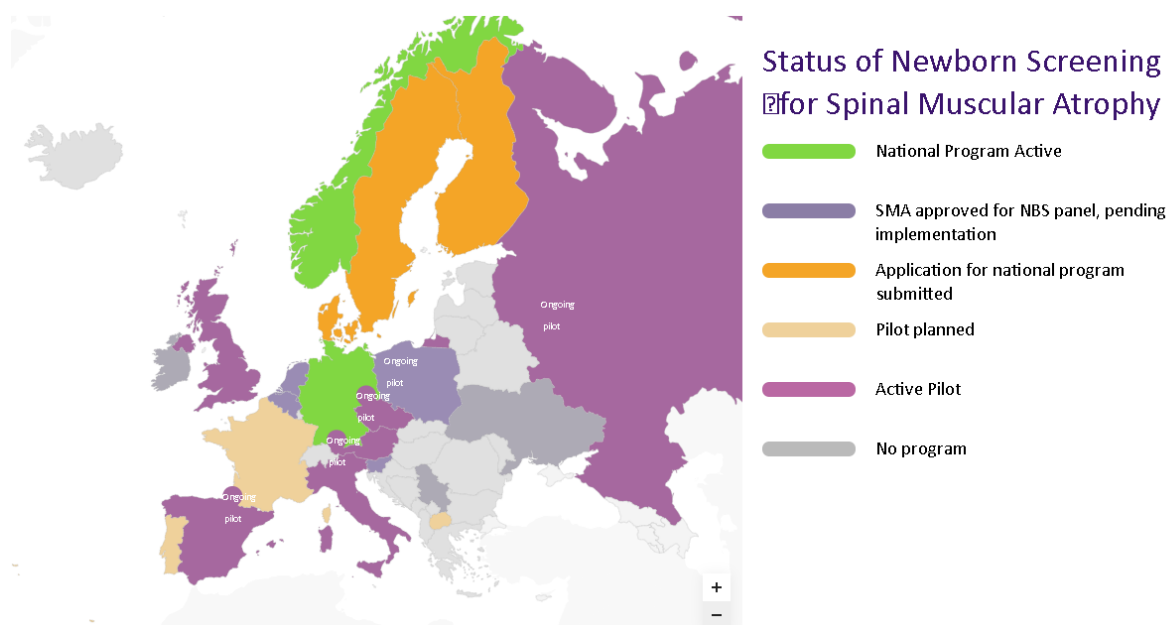 Status of Newborn Screening
⍰for Spinal Muscular Atrophy
National Program Active
SMA approved for NBS panel, pending
implementation
Application for national program
submitted
Pilot planned
Active Pilot
No program
Ongoing
pilot
Ongoing
pilot
Ongoing
pilot
Ongoing
pilot
Ongoing
pilot
+
−